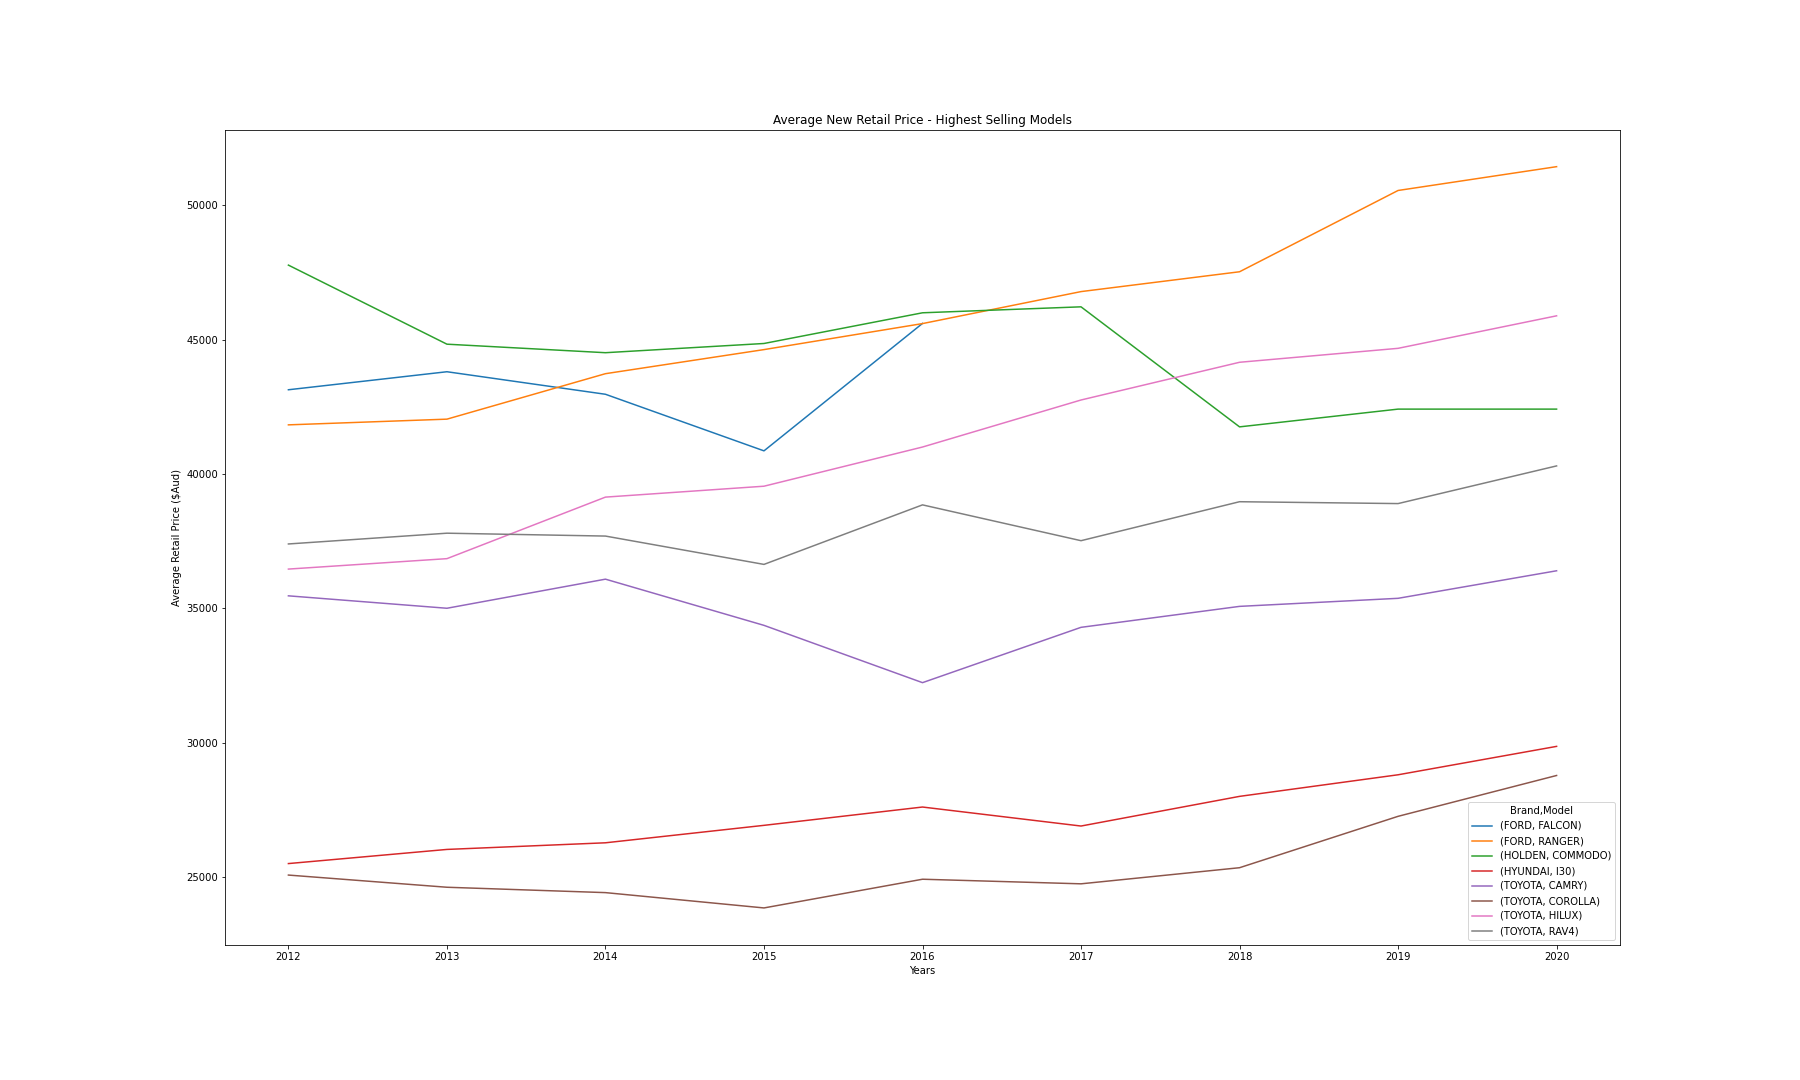 Average New Retail Price - Highest Selling Models
Average Retail Price ($Aud)
50000
45000
40000
35000
30000
25000
2012 2013 2014 2015 2016 2017 2018 2019 2020
Years
Brand,Model
(FORD, FALCON)
(FORD, RANGER)
(HOLDEN, COMMODO)
(HYUNDAI, I30)
(TOYOTA, CAMRY)
(TOYOTA, COROLLA)
(TOYOTA, HILUX)
(TOYOTA, RAV4)